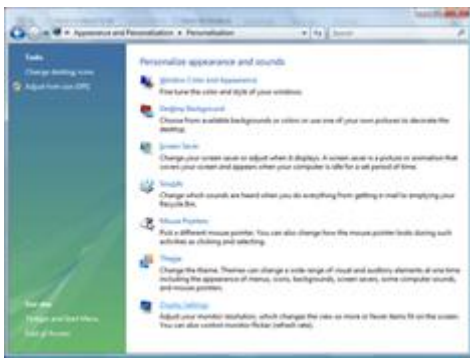 Appearance and Personalization ▸ Personalization
Tasks
Change desktop icons
Adjust font size (DPI)
Personalize appearance and sounds
Window Color and Appearance
Fine tune the color and style of your windows.
Desktop Background
Choose from available backgrounds or colors or use one of your own pictures to decorate the
desktop.
Screen Saver
Change your screen saver or adjust when it displays. A screen saver is a picture or animation that
covers your screen and appears when your computer is idle for a set period of time.
Sounds
Change which sounds are heard when you do everything from getting e-mail to emptying your
Recycle Bin.
Mouse Pointers
Pick a different mouse pointer. You can also change how the mouse pointer looks during such
activities as clicking and selecting.
Theme
Change the theme. Themes can change a wide range of visual and auditory elements at one time
including the appearance of menus, icons, backgrounds, screen savers, some computer sounds,
and mouse pointers.
Display Settings
Adjust your monitor resolution, which changes the view so more or fewer items fit on the screen.
You can also control monitor flicker (refresh rate).
See also
Taskbar and Start Menu
Ease of Access